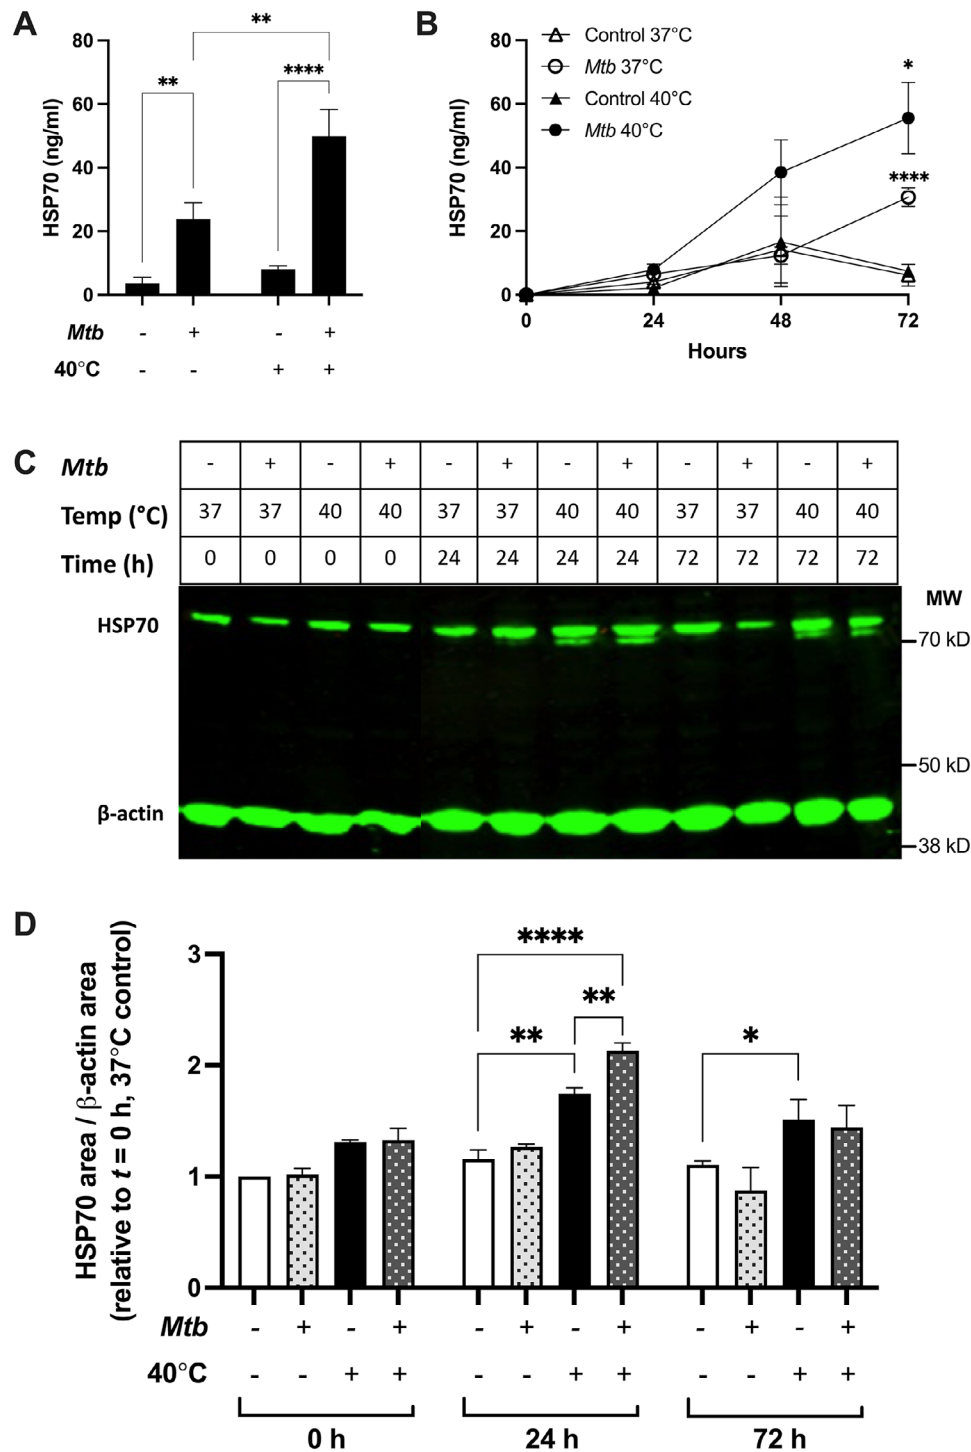 A
**
** ****
80
60
40
20
0
HSP70 (ng/ml)
Mtb - + - +
40°C - - + +
B
Control 37°C
Mtb 37°C
Control 40°C
Mtb 40°C
*
****
80
60
40
20
0
HSP70 (ng/ml)
0 24 48 72
Hours
C
Mtb - + - + - + - + - + - +
Temp (°C) 37 37 40 40 37 37 40 40 37 37 40 40
Time (h) 0 0 0 0 24 24 24 24 72 72 72 72
MW
HSP70
70 kD
50 kD
β-actin
38 kD
D
HSP70 area / β-actin area
(relative to t = 0 h, 37°C control)
3
2
1
0
****
**
** *
Mtb - + - + - + - + - + - +
40°C - - + + - - + + - - + +
0 h 24 h 72 h